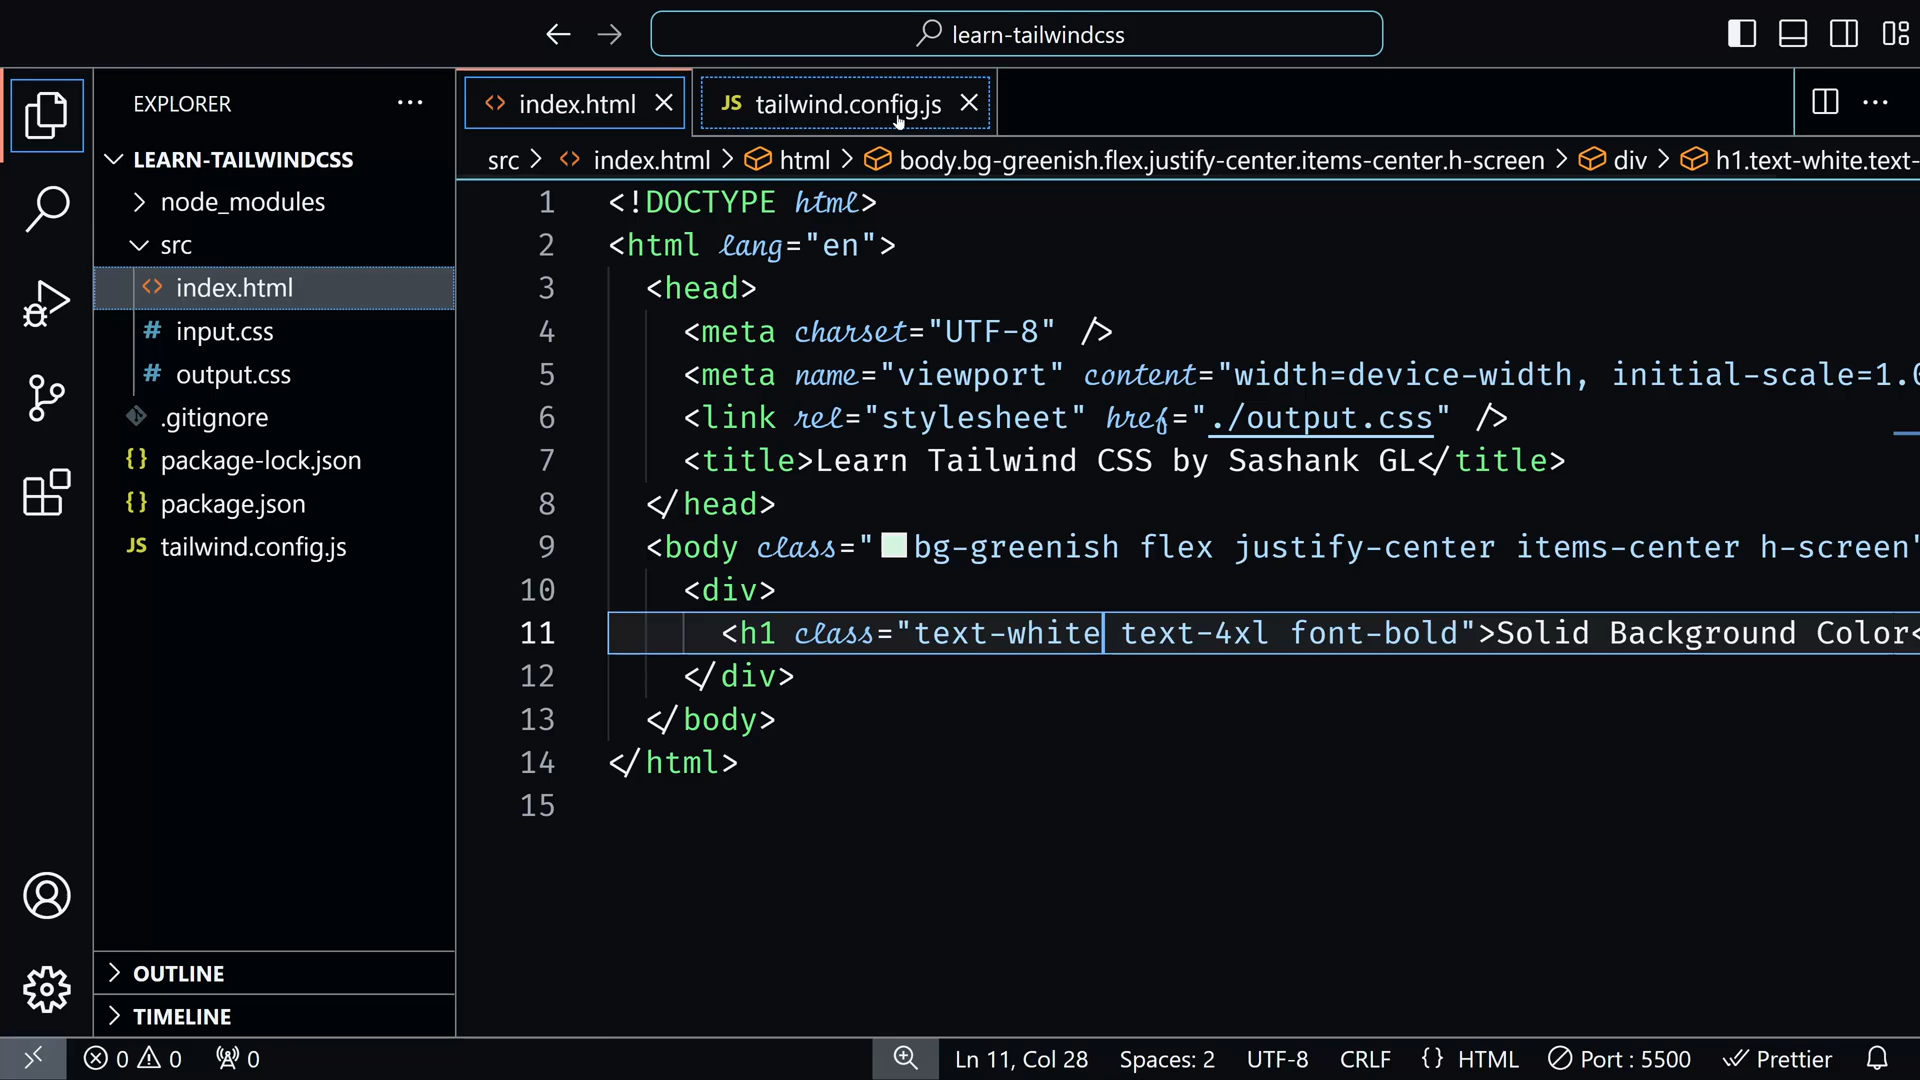 learn-tailwindcss
EXPLORER ...
LEARN-TAILWINDCSS
node_modules
src
<> index.html
# input.css
# output.css
.gitignore
{} package-lock.json
{} package.json
JS tailwind.config.js
OUTLINE
TIMELINE
<> index.html
JS tailwind.config.js
src > <> index.html > html > body.bg-greenish.flex.justify-center.items-center.h-screen > div > h1.text-white.text-
1 <!DOCTYPE html>
2 <html lang="en">
3 <head>
4 <meta charset="UTF-8" />
5 <meta name="viewport" content="width=device-width, initial-scale=1.0
6 <link rel="stylesheet" href="./output.css" />
7 <title>Learn Tailwind CSS by Sashank GL</title>
8 </head>
9 <body class="bg-greenish flex justify-center items-center h-screen"
10 <div>
11 <h1 class="text-white text-4xl font-bold">Solid Background Color<
12 </div>
13 </body>
14 </html>
15
0 0 0 Ln 11, Col 28 Spaces: 2 UTF-8 CRLF {} HTML Port : 5500 Prettier